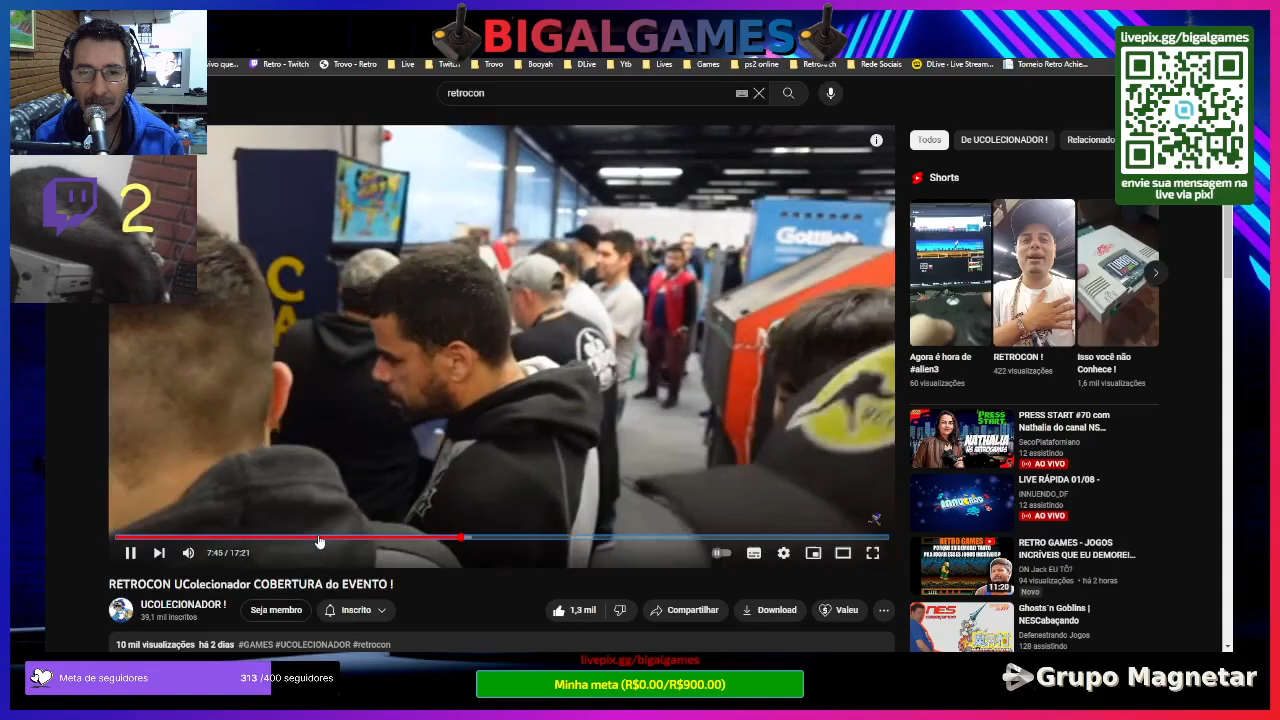 BIGALGAMES
livepix.gg/bigalgames
envie sua mensagem na
live via pix!
ivo que...
Retro - Twitch
Trovo - Retro
Live
Twitch
Trovo
Booyah
DLive
Ytb
Lives
Games
ps2 online
Rede Sociais
DLive - Live Stream...
Torneio Retro Achie...
retrocon
2
Gottlieb
Todos
De UCOLECIONADOR !
Relacionado
Shorts
Agora é hora de
#alien3
60 visualizações
RETROCON !
422 visualizações
Isso você não
Conhece !
1,6 mil visualizações
PRESS START
NATHALIA
PRESS START #70 com
Nathalia do canal NS...
SecoPlataforniano
12 assistindo
AO VIVO
LIVE RÁPIDA 01/08 -
INNUENDO_DF
12 assistindo
AO VIVO
RETRO GAMES
11:20
RETRO GAMES - JOGOS
INCRÍVEIS QUE EU DEMOREI...
ON Jack EU TÔ?
94 visualizações • há 2 horas
Novo
NES
Ghosts´n Goblins |
NESCabaçando
Defenestrando Jogos
128 assistindo
7:45 / 17:21
RETROCON UColecionador COBERTURA do EVENTO !
UCOLECIONADOR !
39,1 mil inscritos
Seja membro
Inscrito
1,3 mil
Compartilhar
Download
Valeu
10 mil visualizações há 2 dias #GAMES #UCOLECIONADOR #retrocon
livepix.gg/bigalgames
Meta de seguidores
313 /400 seguidores
Minha meta (R$0.00/R$900.00)
Grupo Magnetar